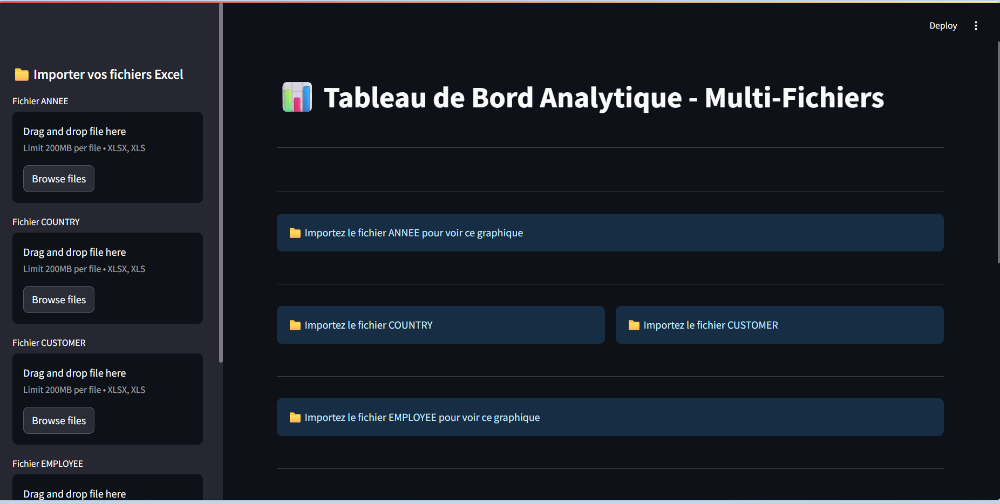 Deploy
Importer vos fichiers Excel
Fichier ANNEE
Drag and drop file here
Limit 200MB per file • XLSX, XLS
Browse files
Fichier COUNTRY
Drag and drop file here
Limit 200MB per file • XLSX, XLS
Browse files
Fichier CUSTOMER
Drag and drop file here
Limit 200MB per file • XLSX, XLS
Browse files
Fichier EMPLOYEE
Drag and drop file here
Tableau de Bord Analytique - Multi-Fichiers
Importez le fichier ANNEE pour voir ce graphique
Importez le fichier COUNTRY
Importez le fichier CUSTOMER
Importez le fichier EMPLOYEE pour voir ce graphique